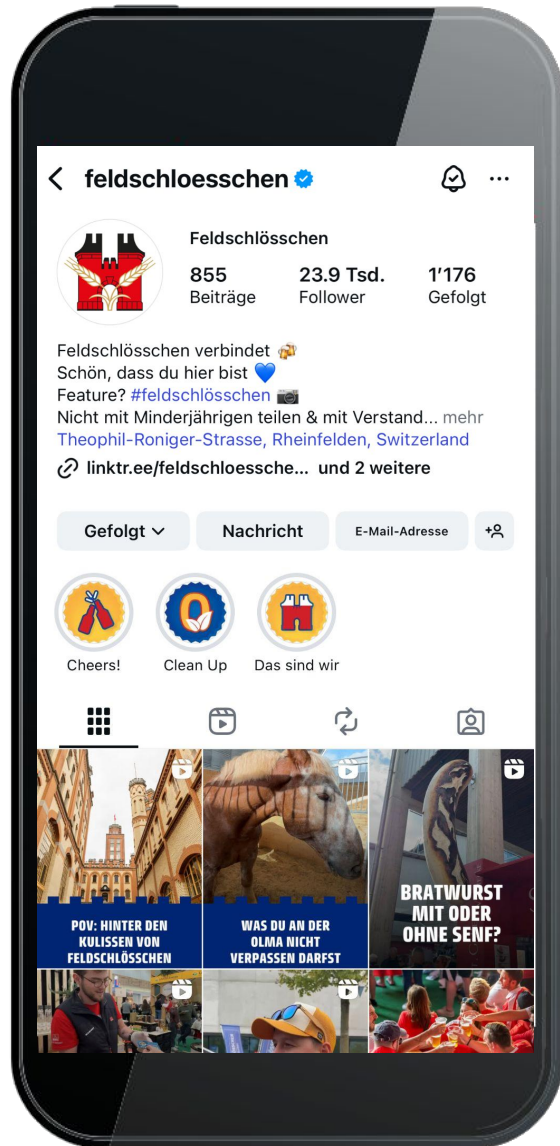 feldschloesschen
Feldschlösschen
855 23.9 Tsd. 1’176
Beiträge Follower Gefolgt
Feldschlösschen verbindet 🍻
Schön, dass du hier bist 💙
Feature? #feldschlösschen 📷
Nicht mit Minderjährigen teilen & mit Verstand... mehr
Theophil-Roniger-Strasse, Rheinfelden, Switzerland
linktr.ee/feldschloessche... und 2 weitere
Gefolgt Nachricht E-Mail-Adresse
Cheers! Clean Up Das sind wir
POV: HINTER DEN
KULISSEN VON
FELDSCHLÖSSCHEN
WAS DU AN DER
OLMA NICHT
VERPASSEN DARFST
BRATWURST
MIT ODER
OHNE SENF?